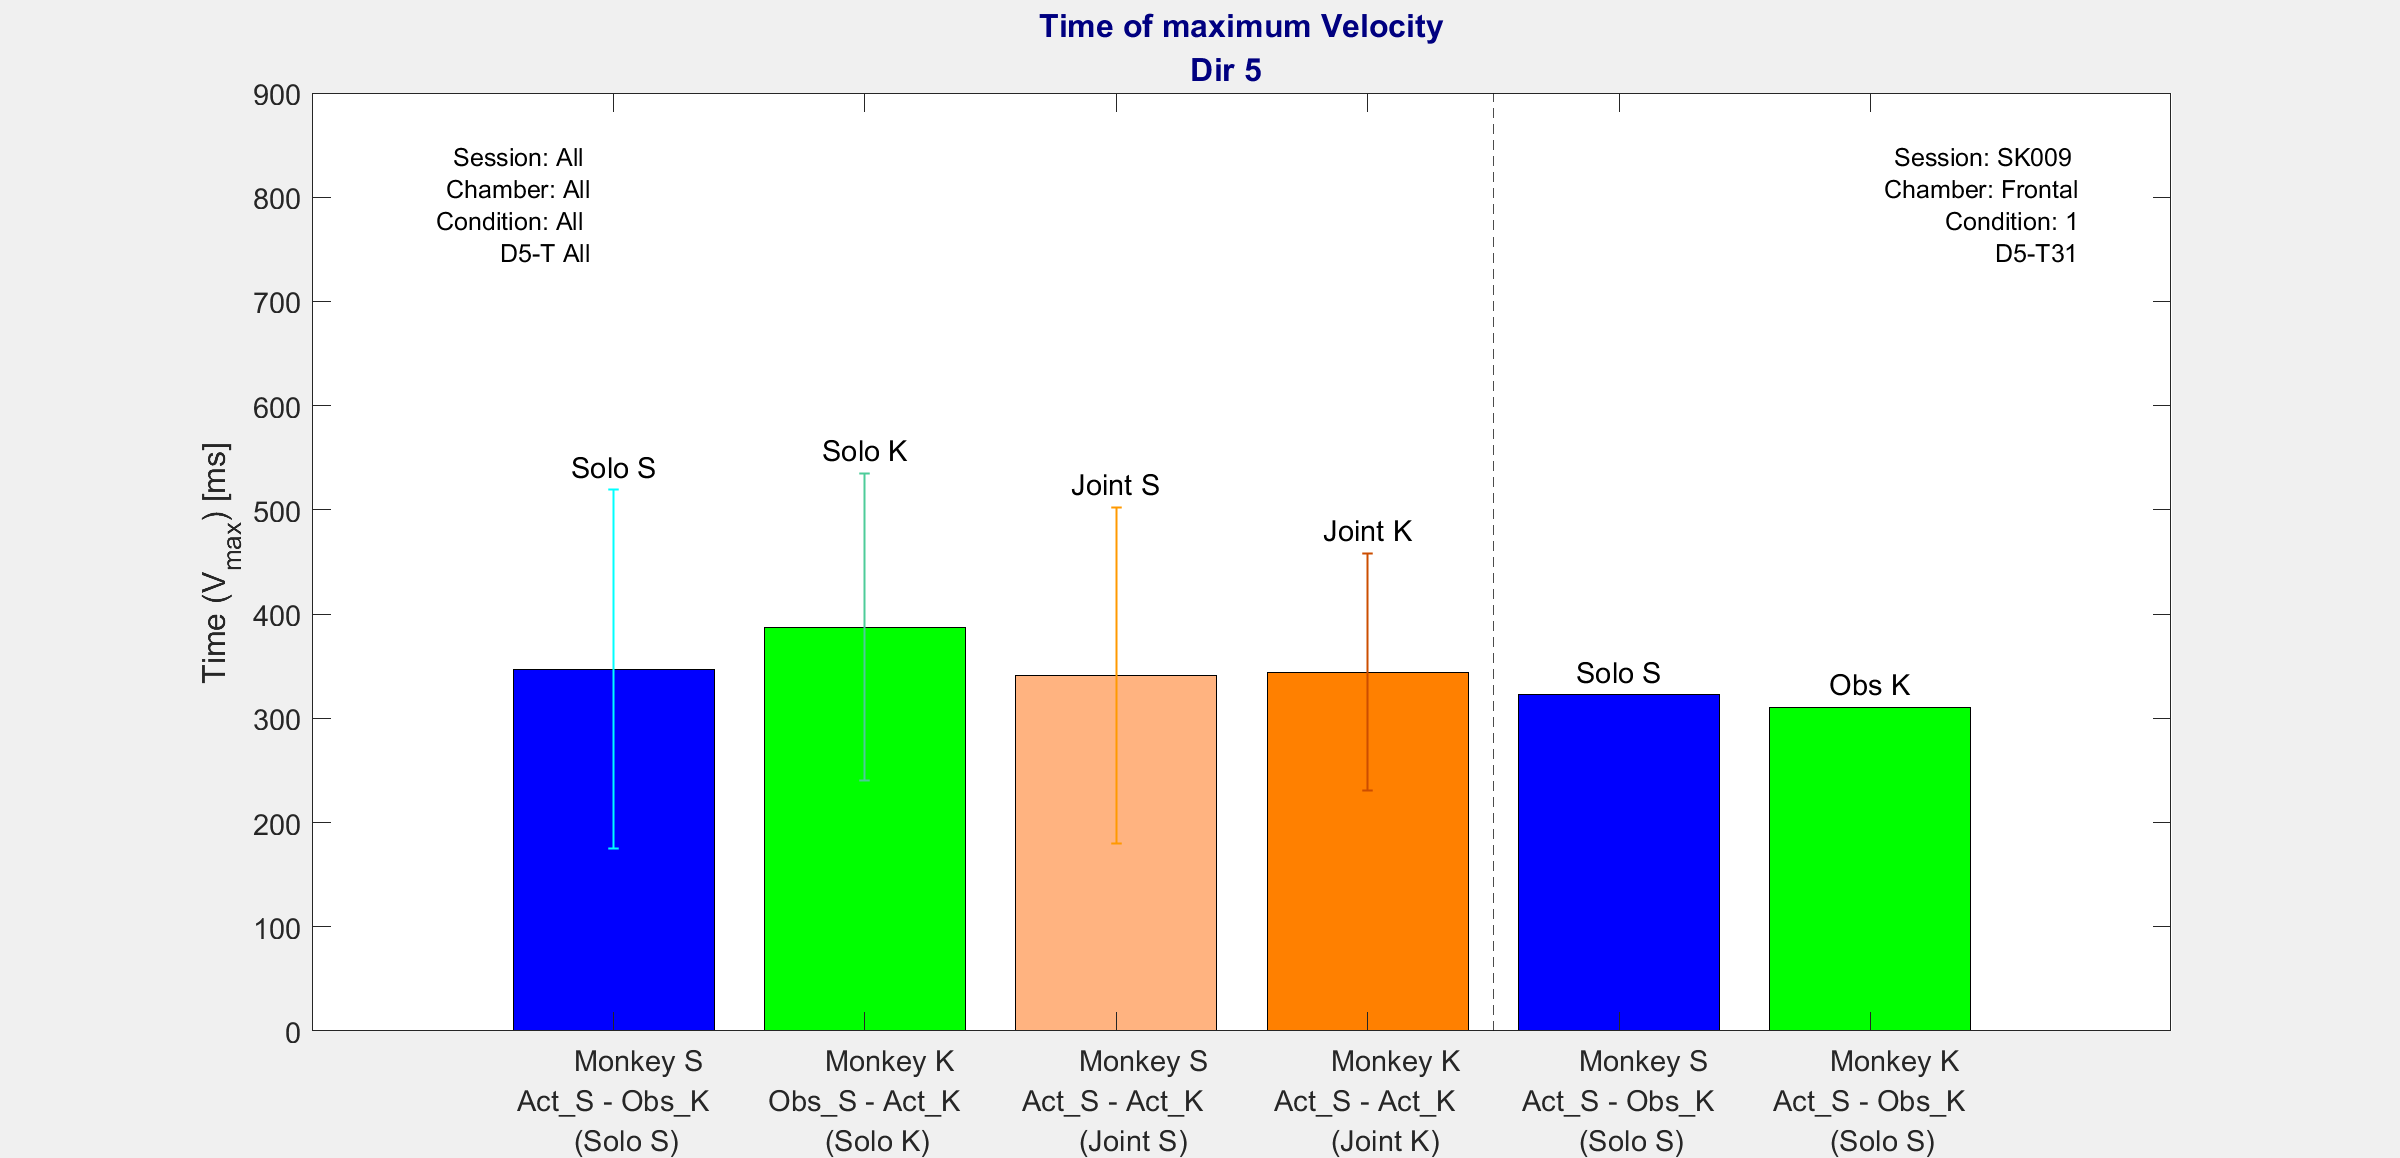 Time of maximum Velocity
Dir 5
900
800
700
600
500
400
300
200
100
0
Time (Vmax) [ms]
Session: All
Chamber: All
Condition: All
D5-T All
Session: SK009
Chamber: Frontal
Condition: 1
D5-T31
Solo S
Solo K
Joint S
Joint K
Solo S
Obs K
Monkey S
Act_S - Obs_K
(Solo S)
Monkey K
Obs_S - Act_K
(Solo K)
Monkey S
Act_S - Act_K
(Joint S)
Monkey K
Act_S - Act_K
(Joint K)
Monkey S
Act_S - Obs_K
(Solo S)
Monkey K
Act_S - Obs_K
(Solo S)